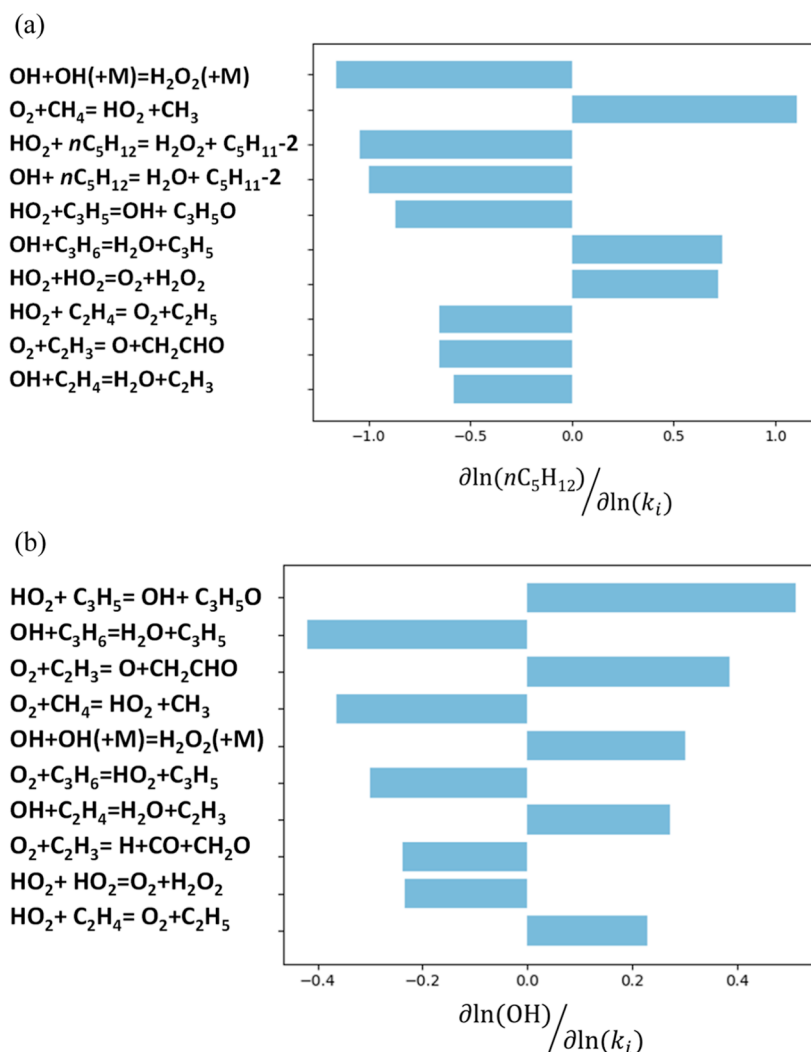 (a)
OH+OH(+M)=H₂O₂(+M)
O₂+CH₄= HO₂ +CH₃
HO₂+ nC₅H₁₂= H₂O₂+ C₅H₁₁-2
OH+ nC₅H₁₂= H₂O+ C₅H₁₁-2
HO₂+C₃H₅=OH+ C₃H₅O
OH+C₃H₆=H₂O+C₃H₅
HO₂+HO₂=O₂+H₂O₂
HO₂+ C₂H₄= O₂+C₂H₅
O₂+C₂H₃= O+CH₂CHO
OH+C₂H₄=H₂O+C₂H₃
−1.0 −0.5 0.0 0.5 1.0
∂ln(nC₅H₁₂)/∂ln(kᵢ)
(b)
HO₂+ C₃H₅= OH+ C₃H₅O
OH+C₃H₆=H₂O+C₃H₅
O₂+C₂H₃= O+CH₂CHO
O₂+CH₄= HO₂ +CH₃
OH+OH(+M)=H₂O₂(+M)
O₂+C₃H₆=HO₂+C₃H₅
OH+C₂H₄=H₂O+C₂H₃
O₂+C₂H₃= H+CO+CH₂O
HO₂+ HO₂=O₂+H₂O₂
HO₂+ C₂H₄= O₂+C₂H₅
−0.4 −0.2 0.0 0.2 0.4
∂ln(OH)/∂ln(kᵢ)